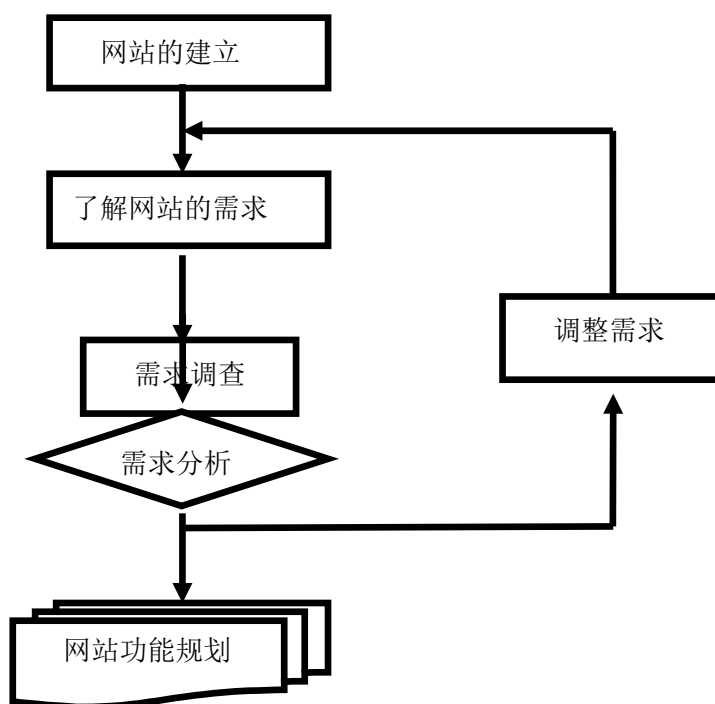 网站的建立
了解网站的需求
调整需求
需求调查
需求分析
网站功能规划